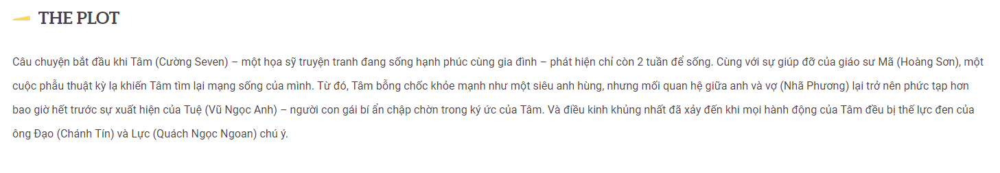 THE PLOT
Câu chuyện bắt đầu khi Tâm (Cường Seven) – một họa sỹ truyện tranh đang sống hạnh phúc cùng gia đình – phát hiện chỉ còn 2 tuần để sống. Cùng với sự giúp đỡ của giáo sư Mã (Hoàng Sơn), một
cuộc phẫu thuật kỳ lạ khiến Tâm tìm lại mạng sống của mình. Từ đó, Tâm bỗng chốc khỏe mạnh như một siêu anh hùng, nhưng mối quan hệ giữa anh và vợ (Nhã Phương) lại trở nên phức tạp hơn
bao giờ hết trước sự xuất hiện của Tuệ (Vũ Ngọc Anh) – người con gái bí ẩn chập chờn trong ký ức của Tâm. Và điều kinh khủng nhất đã xảy đến khi mọi hành động của Tâm đều bị thế lực đen của
ông Đạo (Chánh Tín) và Lực (Quách Ngọc Ngoan) chú ý.